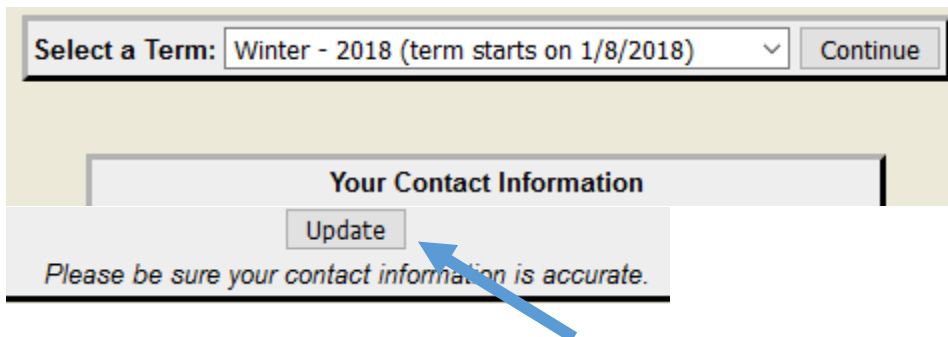 Select a Term: Winter - 2018 (term starts on 1/8/2018) Continue
Your Contact Information
Update
Please be sure your contact information is accurate.